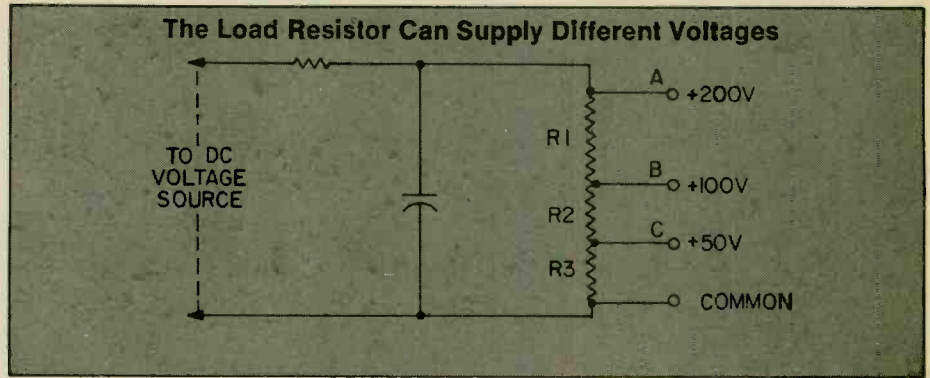 The Load Resistor Can Supply Different Voltages
A
+200V
R1
TO DC
VOLTAGE
SOURCE
B
+100V
R2
C
+50V
R3
COMMON